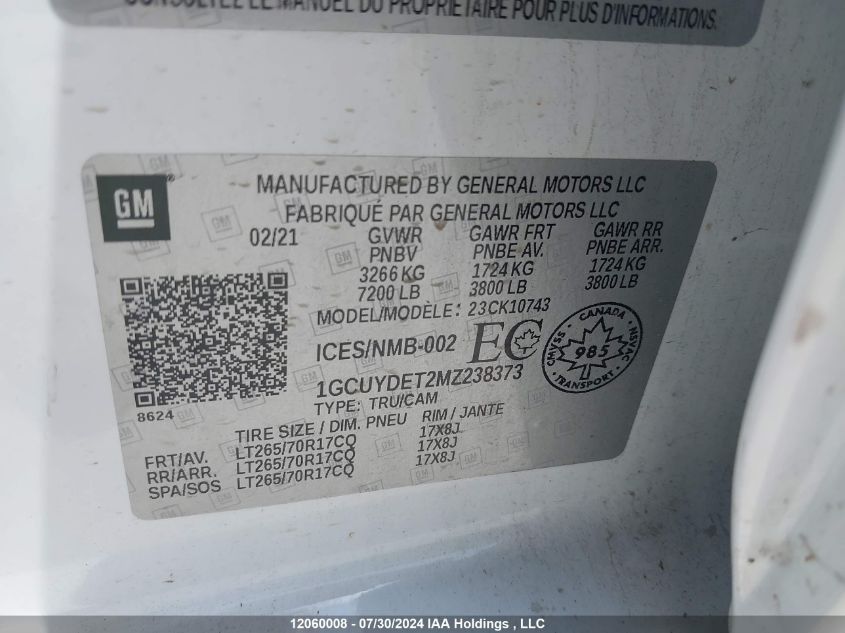 CONSULTEZ LE MANUEL DU PROPRIÉTAIRE POUR PLUS D'INFORMATIONS.
GM
MANUFACTURED BY GENERAL MOTORS LLC
FABRIQUÉ PAR GENERAL MOTORS LLC
02/21 GVWR GAWR FRT GAWR RR
PNBV PNBE AV. PNBE ARR.
3266 KG 1724 KG 1724 KG
7200 LB 3800 LB 3800 LB
MODEL/MODÈLE: 23CK10743
ICES/NMB-002 EC
CANADA
CMVSS 985 NSVAC
TRANSPORT
1GCUYDET2MZ238373
8624
TYPE: TRU/CAM
TIRE SIZE / DIM. PNEU RIM / JANTE
FRT/AV. LT265/70R17CQ 17X8J
RR/ARR. LT265/70R17CQ 17X8J
SPA/SOS LT265/70R17CQ 17X8J
12060008 - 07/30/2024 IAA Holdings , LLC